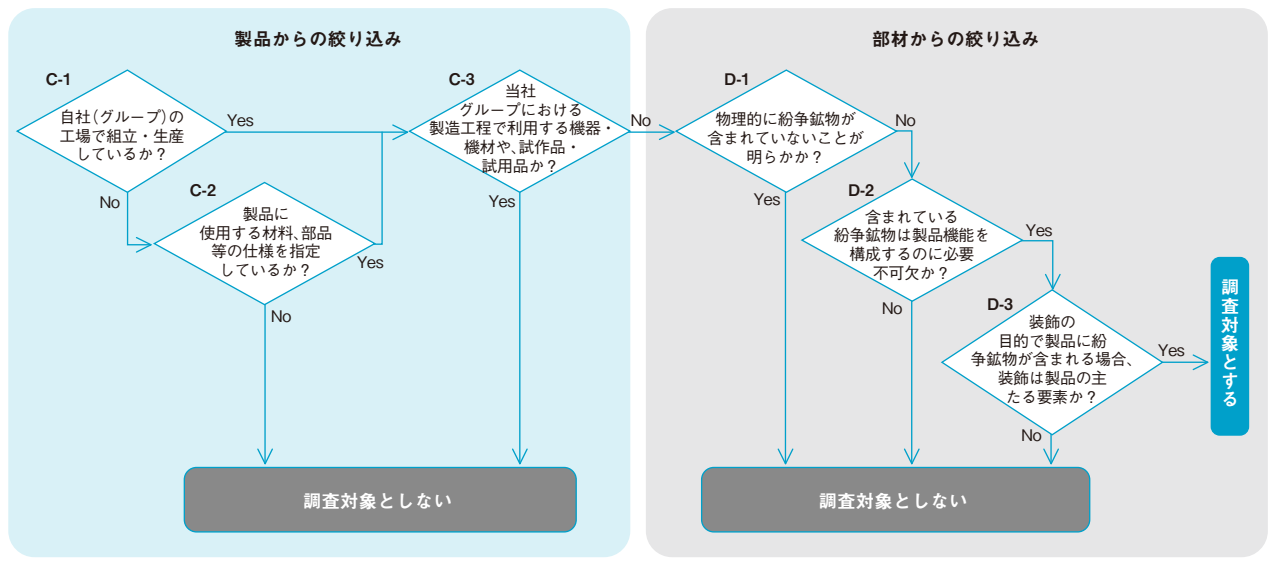 製品からの絞り込み
C-1
自社（グループ）の
工場で組立・生産
しているか？
Yes
No
C-2
製品に
使用する材料、部品
等の仕様を指定
しているか？
Yes
No
C-3
当社
グループにおける
製造工程で利用する機器・
機材や、試作品・
試用品か？
No
Yes
調査対象としない
部材からの絞り込み
D-1
物理的に紛争鉱物が
含まれていないことが
明らかか？
No
Yes
D-2
含まれている
紛争鉱物は製品機能を
構成するのに必要
不可欠か？
Yes
No
D-3
装飾の
目的で製品に紛
争鉱物が含まれる場合、
装飾は製品の主
たる要素か？
Yes
No
調査対象とする
調査対象としない